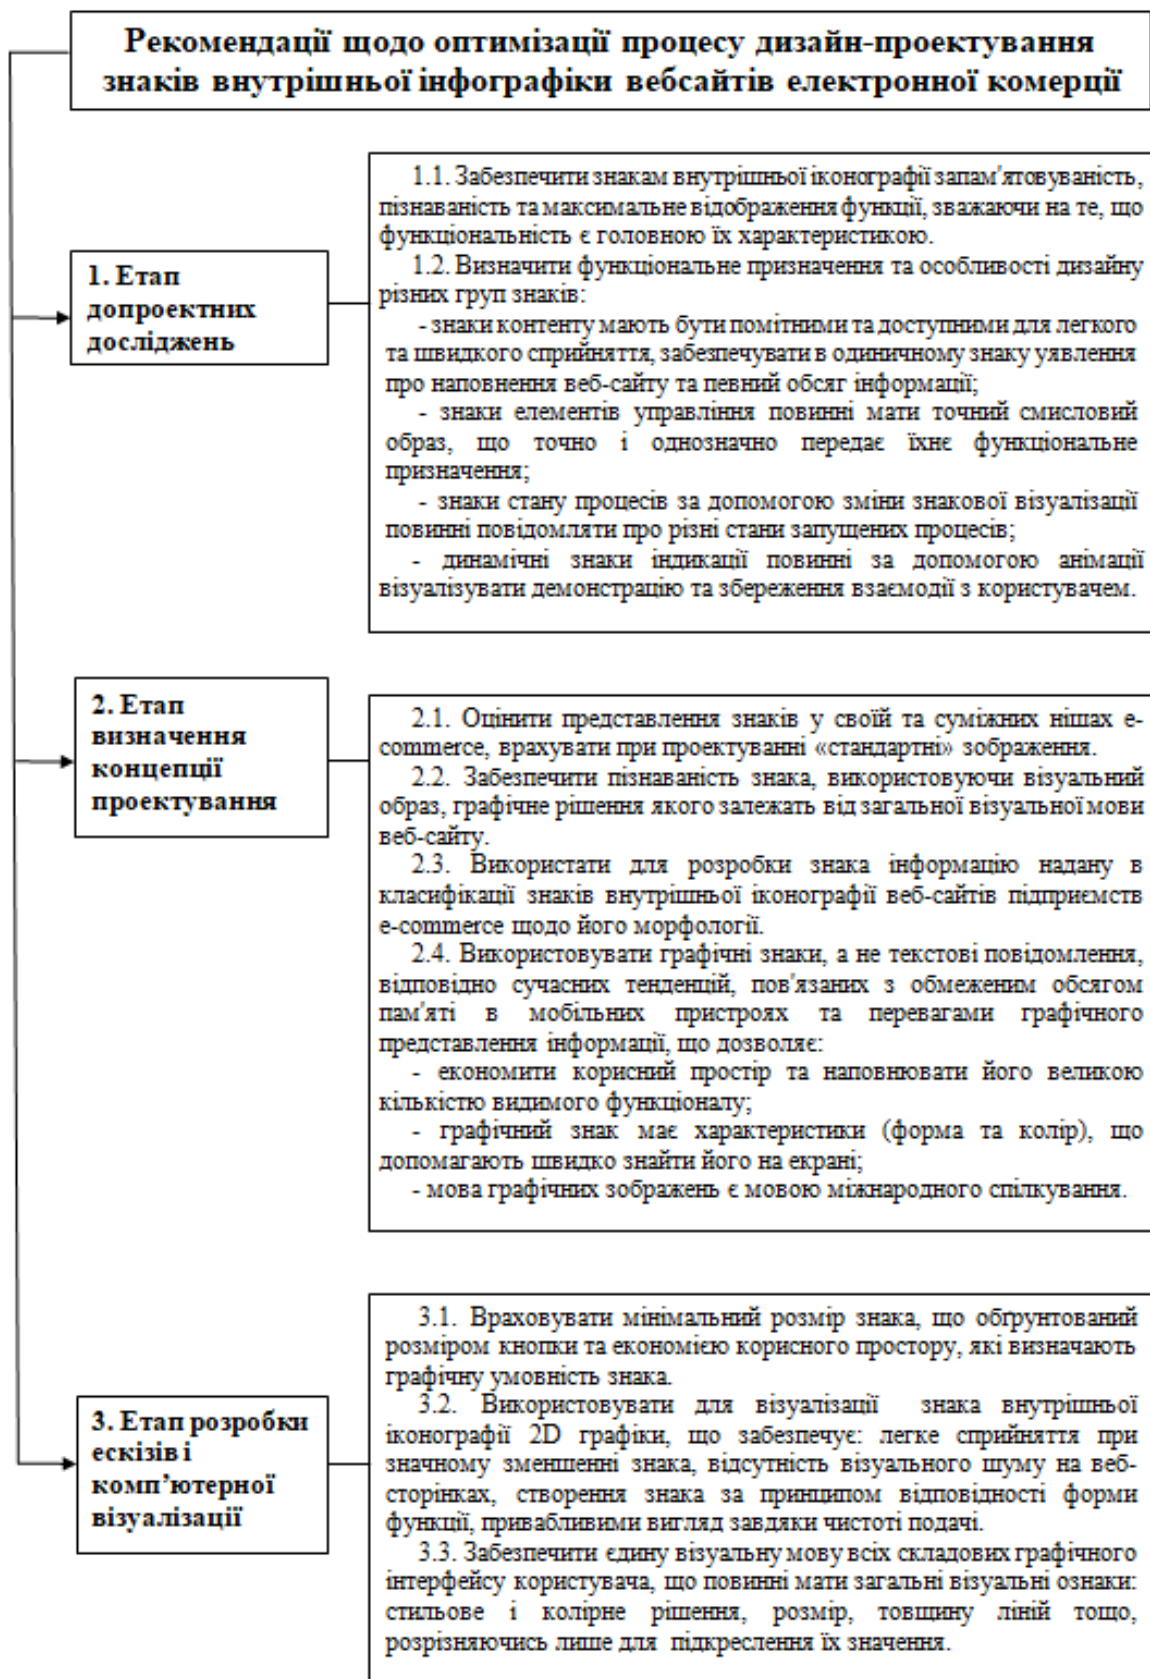 Рекомендації щодо оптимізації процесу дизайн-проектування
знаків внутрішньої інфографіки вебсайтів електронної комерції
1. Етап
допроектних
досліджень
1.1. Забезпечити знакам внутрішньої іконографії запам'ятовуваність,
пізнаваність та максимальне відображення функції, зважаючи на те, що
функціональність є головною їх характеристикою.
1.2. Визначити функціональне призначення та особливості дизайну
різних груп знаків:
- знаки контенту мають бути помітними та доступними для легкого
та швидкого сприйняття, забезпечувати в одиничному знаку уявлення
про наповнення веб-сайту та певний обсяг інформації;
- знаки елементів управління повинні мати точний смисловий
образ, що точно і однозначно передає їхнє функціональне
призначення;
- знаки стану процесів за допомогою зміни знакової візуалізації
повинні повідомляти про різні стани запущених процесів;
- динамічні знаки індикації повинні за допомогою анімації
візуалізувати демонстрацію та збереження взаємодії з користувачем.
2. Етап
визначення
концепції
проектування
2.1. Оцінити представлення знаків у своїй та суміжних нішах e-
commerce, врахувати при проектуванні «стандартні» зображення.
2.2. Забезпечити пізнаваність знака, використовуючи візуальний
образ, графічне рішення якого залежать від загальної візуальної мови
веб-сайту.
2.3. Використати для розробки знака інформацію надану в
класифікації знаків внутрішньої іконографії веб-сайтів підприємств
e-commerce щодо його морфології.
2.4. Використовувати графічні знаки, а не текстові повідомлення,
відповідно сучасних тенденцій, пов'язаних з обмеженим обсягом
пам'яті в мобільних пристроях та перевагами графічного
представлення інформації, що дозволяє:
- економити корисний простір та наповнювати його великою
кількістю видимого функціоналу;
- графічний знак має характеристики (форма та колір), що
допомагають швидко знайти його на екрані;
- мова графічних зображень є мовою міжнародного спілкування.
3. Етап розробки
ескізів і
комп’ютерної
візуалізації
3.1. Враховувати мінімальний розмір знака, що обґрунтований
розміром кнопки та економією корисного простору, які визначають
графічну умовність знака.
3.2. Використовувати для візуалізації знака внутрішньої
іконографії 2D графіки, що забезпечує: легке сприйняття при
значному зменшенні знака, відсутність візуального шуму на веб-
сторінках, створення знака за принципом відповідності форми
функції, привабливими вигляд завдяки чистоті подачі.
3.3. Забезпечити єдину візуальну мову всіх складових графічного
інтерфейсу користувача, що повинні мати загальні візуальні ознаки:
стильове і колірне рішення, розмір, товщину ліній тощо,
розрізняючись лише для підкреслення їх значення.